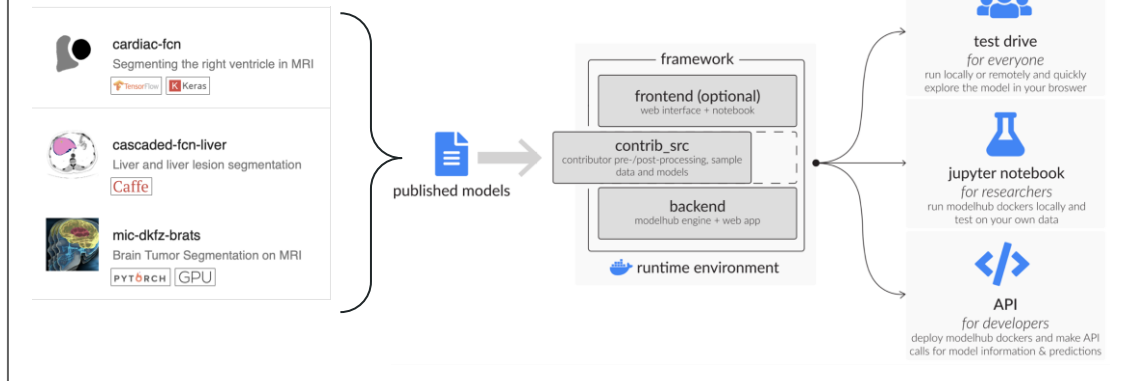 cardiac-fcn
Segmenting the right ventricle in MRI
TensorFlow K Keras
cascaded-fcn-liver
Liver and liver lesion segmentation
Caffe
mic-dkfz-brats
Brain Tumor Segmentation on MRI
PYTORCH GPU
published models
framework
frontend (optional)
web interface + notebook
contrib_src
contributor pre-/post-processing, sample
data and models
backend
modelhub engine + web app
runtime environment
test drive
for everyone
run locally or remotely and quickly
explore the model in your broswer
jupyter notebook
for researchers
run modelhub dockers locally and
test on your own data
</>
API
for developers
deploy modelhub dockers and make API
calls for model information & predictions